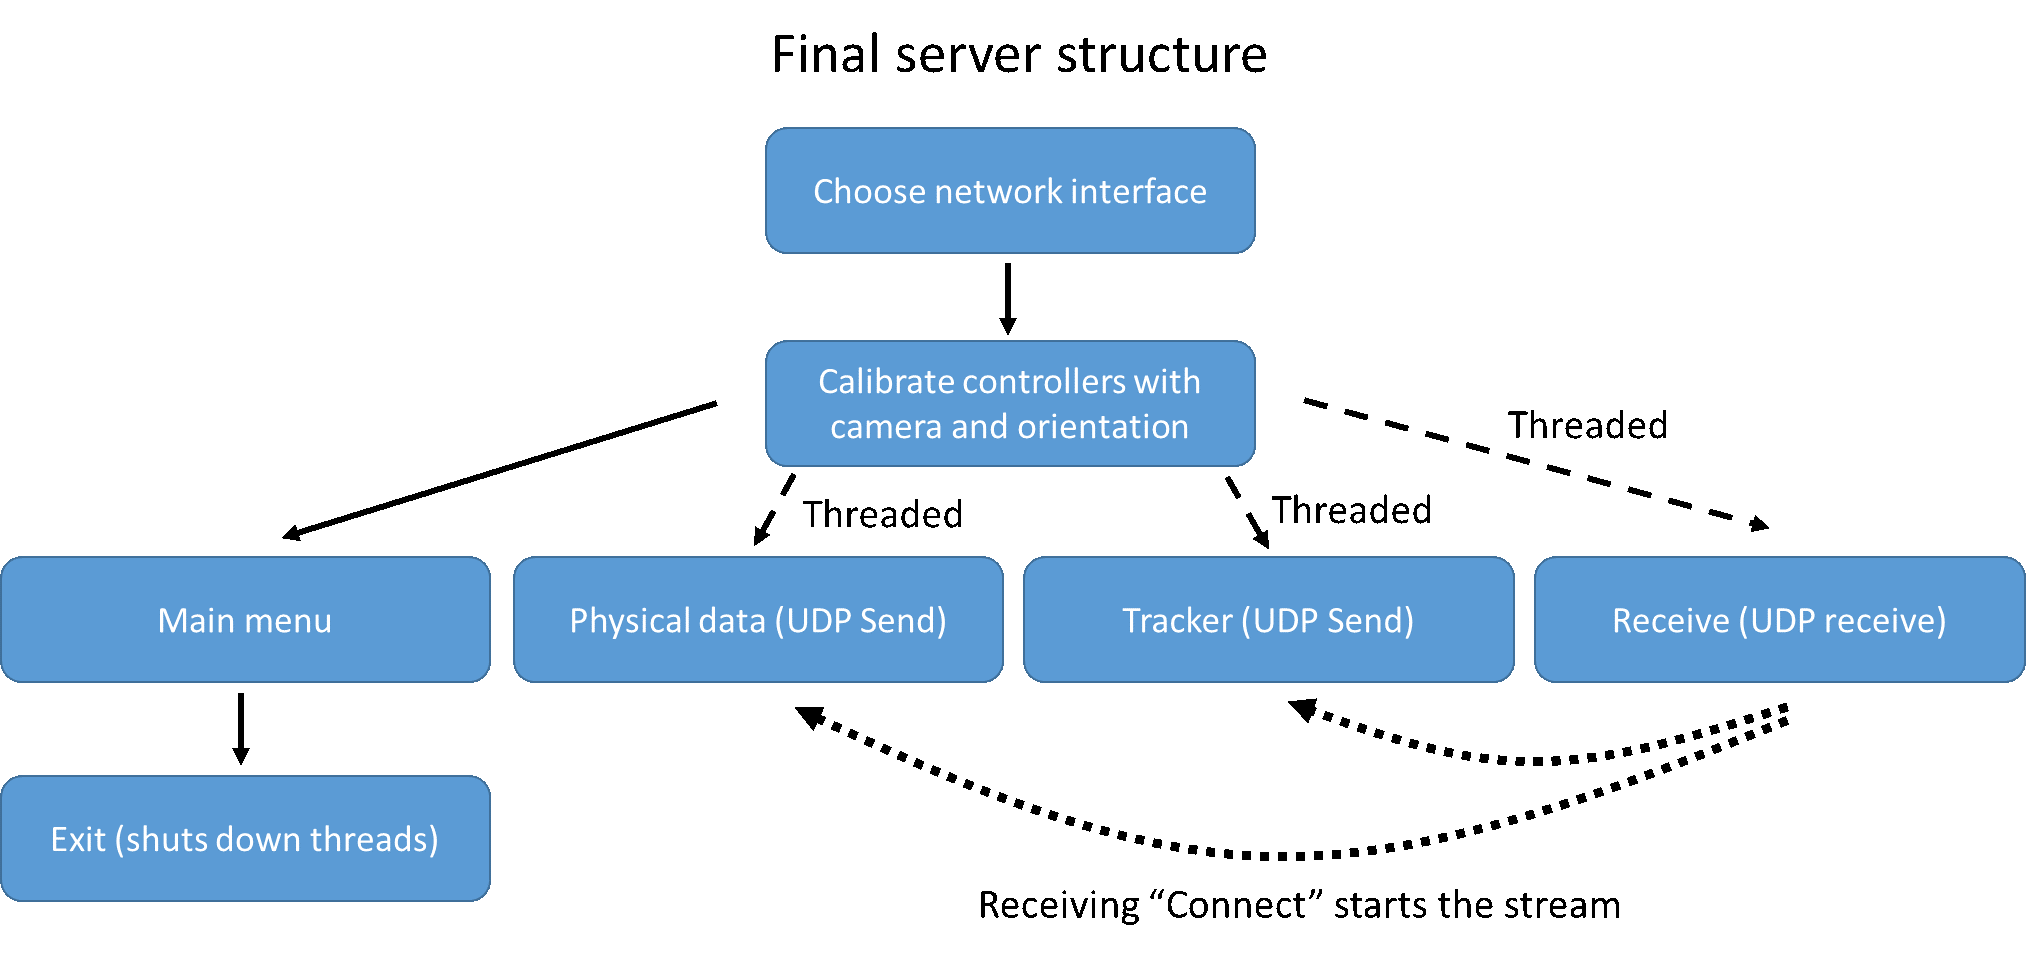 Final server structure
Choose network interface
Calibrate controllers with
camera and orientation
Threaded
Threaded
Threaded
Main menu
Physical data (UDP Send)
Tracker (UDP Send)
Receive (UDP receive)
Exit (shuts down threads)
Receiving “Connect” starts the stream